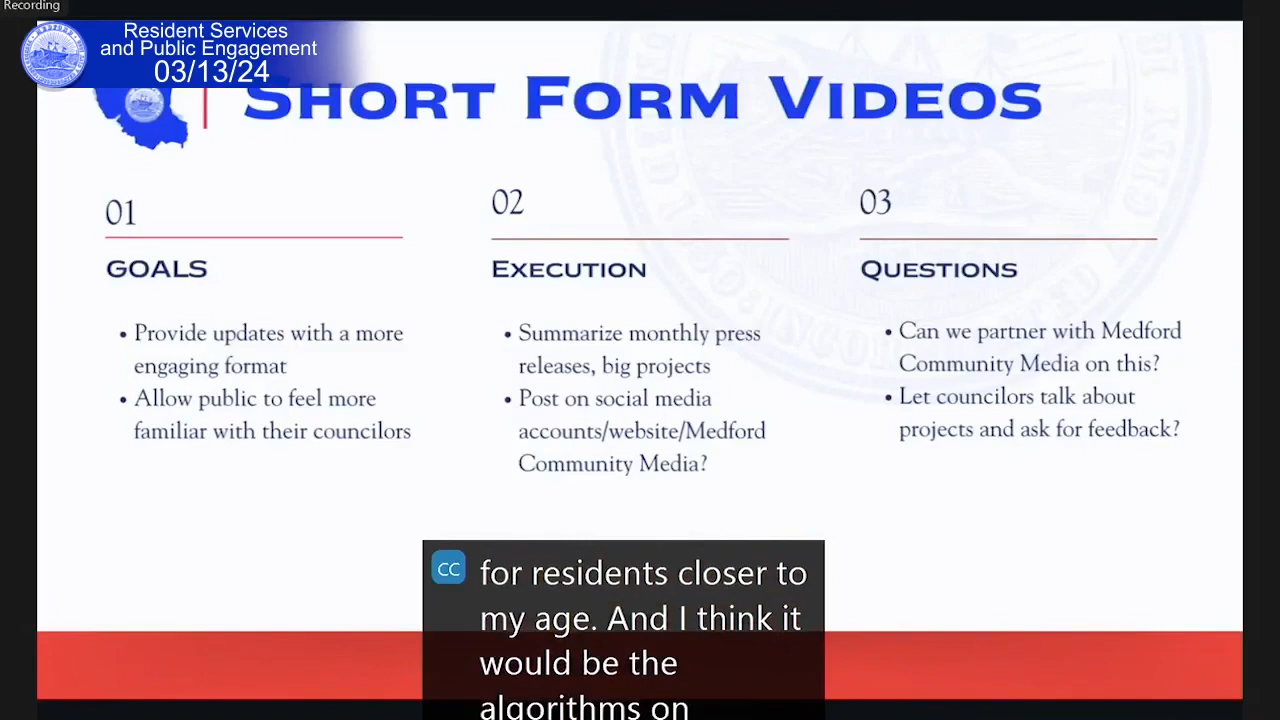 Recording
Resident Services
and Public Engagement
03/13/24
Short Form Videos
01
Goals
• Provide updates with a more
engaging format
• Allow public to feel more
familiar with their councilors
02
Execution
• Summarize monthly press
releases, big projects
• Post on social media
accounts/website/Medford
Community Media?
03
Questions
• Can we partner with Medford
Community Media on this?
• Let councilors talk about
projects and ask for feedback?
CC
for residents closer to
my age. And I think it
would be the
algorithms on